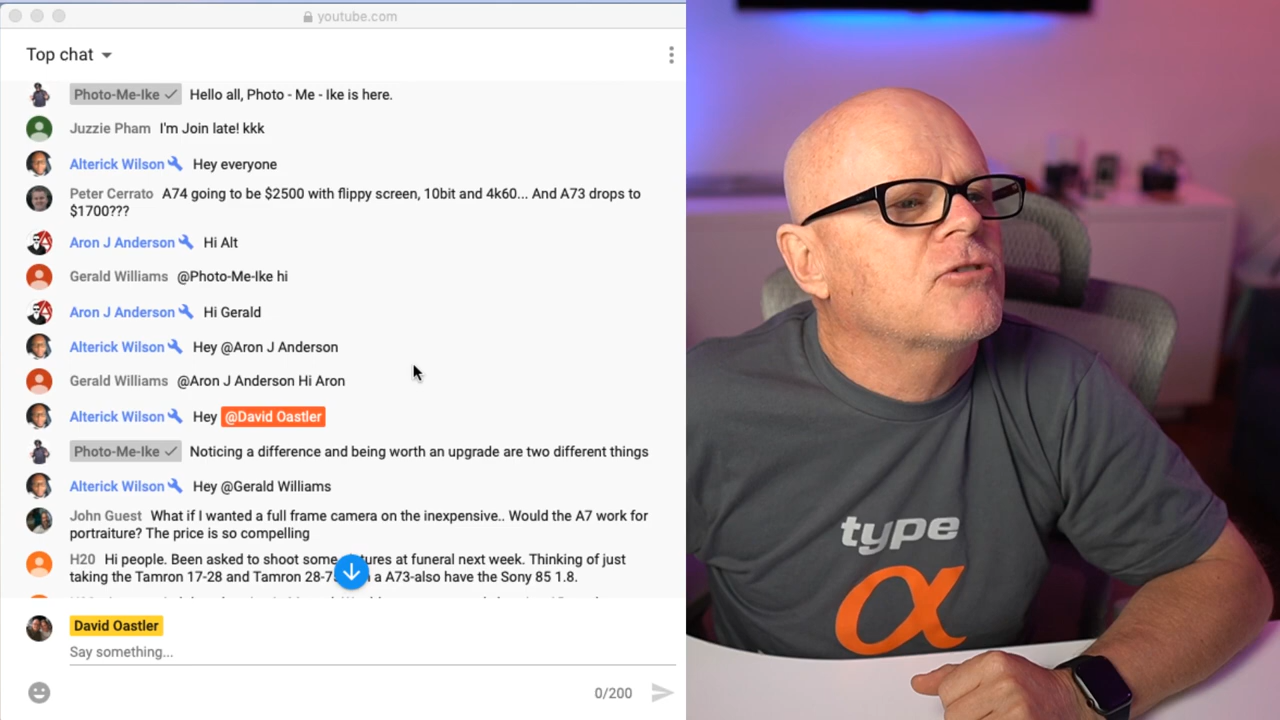 youtube.com
Top chat
Photo-Me-Ike Hello all, Photo - Me - Ike is here.
Juzzie Pham I'm Join late! kkk
Alterick Wilson Hey everyone
Peter Cerrato A74 going to be $2500 with flippy screen, 10bit and 4k60... And A73 drops to
$1700???
Aron J Anderson Hi Alt
Gerald Williams @Photo-Me-Ike hi
Aron J Anderson Hi Gerald
Alterick Wilson Hey @Aron J Anderson
Gerald Williams @Aron J Anderson Hi Aron
Alterick Wilson Hey @David Oastler
Photo-Me-Ike Noticing a difference and being worth an upgrade are two different things
Alterick Wilson Hey @Gerald Williams
John Guest What if I wanted a full frame camera on the inexpensive.. Would the A7 work for
portraiture? The price is so compelling
H20 Hi people. Been asked to shoot some at funeral next week. Thinking of just
taking the Tamron 17-28 and Tamron a A73-also have the Sony 85 1.8.
David Oastler
Say something...
0/200
type
α